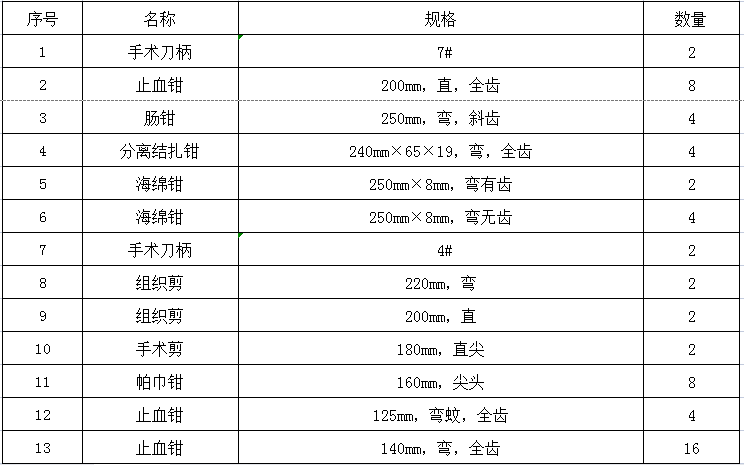 序号 名称 规格 数量
1 手术刀柄 7# 2
2 止血钳 200mm，直，全齿 8
3 肠钳 250mm，弯，斜齿 4
4 分离结扎钳 240mm×65×19，弯，全齿 4
5 海绵钳 250mm×8mm，弯有齿 2
6 海绵钳 250mm×8mm，弯无齿 4
7 手术刀柄 4# 2
8 组织剪 220mm，弯 2
9 组织剪 200mm，直 2
10 手术剪 180mm，直尖 2
11 帕巾钳 160mm，尖头 8
12 止血钳 125mm，弯蚊，全齿 4
13 止血钳 140mm，弯，全齿 16